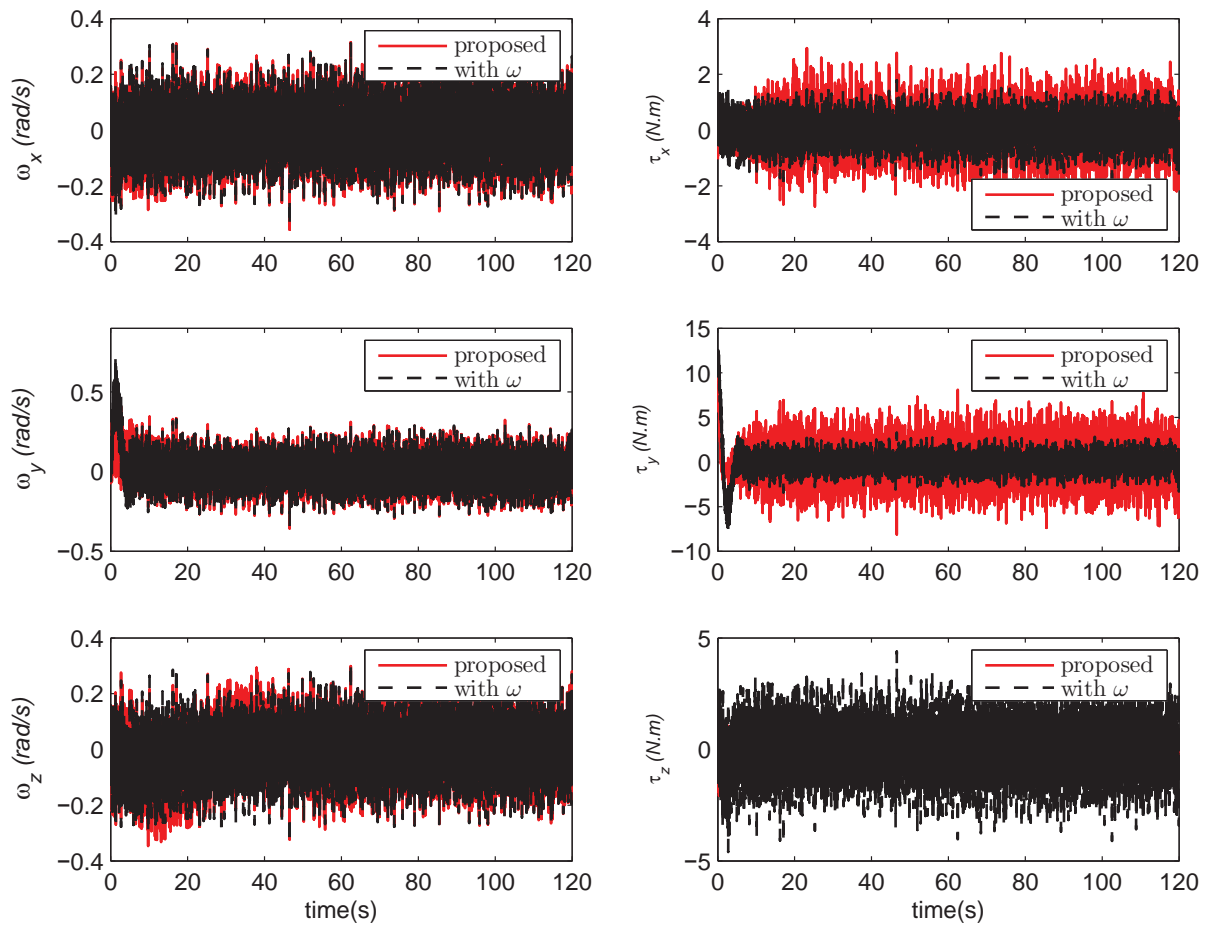 0.4
0.2
0
−0.2
−0.4
ω_x (rad/s)
proposed
with ω
0 20 40 60 80 100 120
4
2
0
−2
−4
τ_x (N.m)
proposed
with ω
0 20 40 60 80 100 120
0.5
0
−0.5
ω_y (rad/s)
proposed
with ω
0 20 40 60 80 100 120
15
10
5
0
−5
−10
τ_y (N.m)
proposed
with ω
0 20 40 60 80 100 120
0.4
0.2
0
−0.2
−0.4
ω_z (rad/s)
proposed
with ω
0 20 40 60 80 100 120
time(s)
5
0
−5
τ_z (N.m)
proposed
with ω
0 20 40 60 80 100 120
time(s)